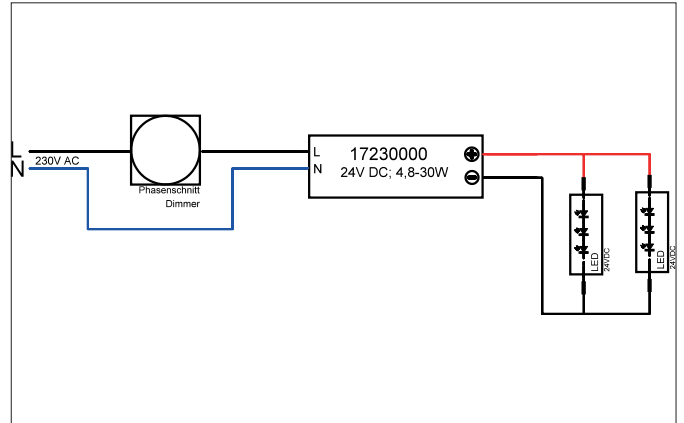 L
N
230V AC
Phasenschnitt
Dimmer
L
N
17230000
24V DC; 4,8-30W
LED
24VDC
LED
24VDC